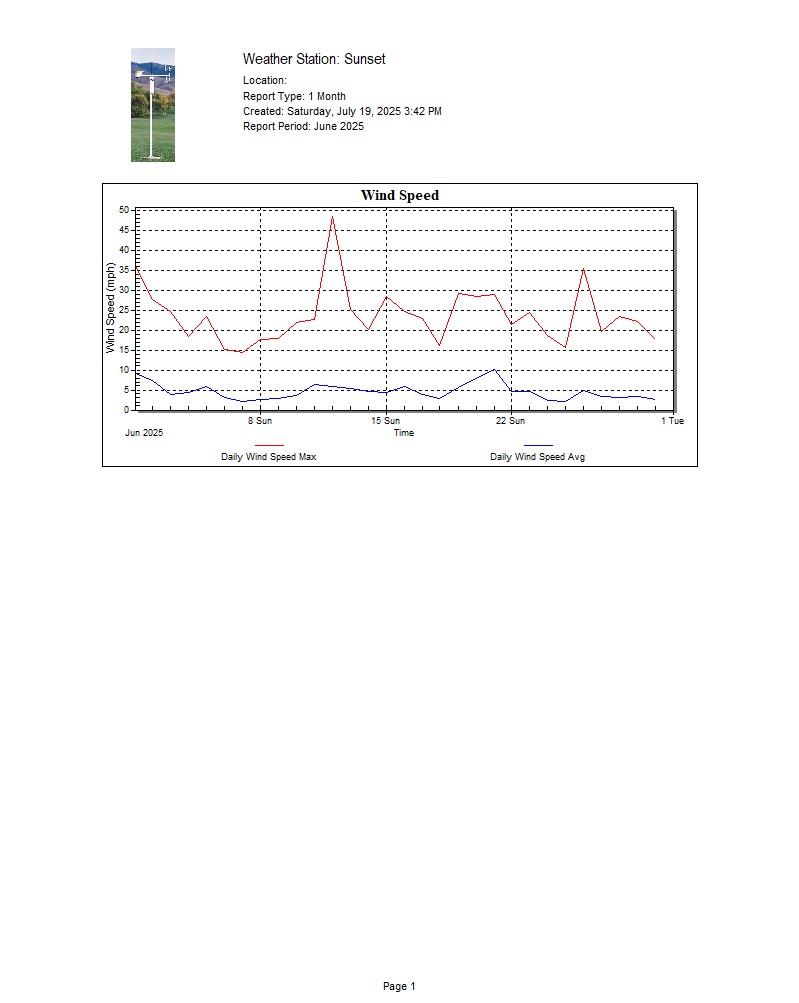 Weather Station: Sunset
Location:
Report Type: 1 Month
Created: Saturday, July 19, 2025 3:42 PM
Report Period: June 2025
Wind Speed
Wind Speed (mph)
50
45
40
35
30
25
20
15
10
5
0
8 Sun 15 Sun 22 Sun 1 Tue
Jun 2025 Time
Daily Wind Speed Max Daily Wind Speed Avg
Page 1